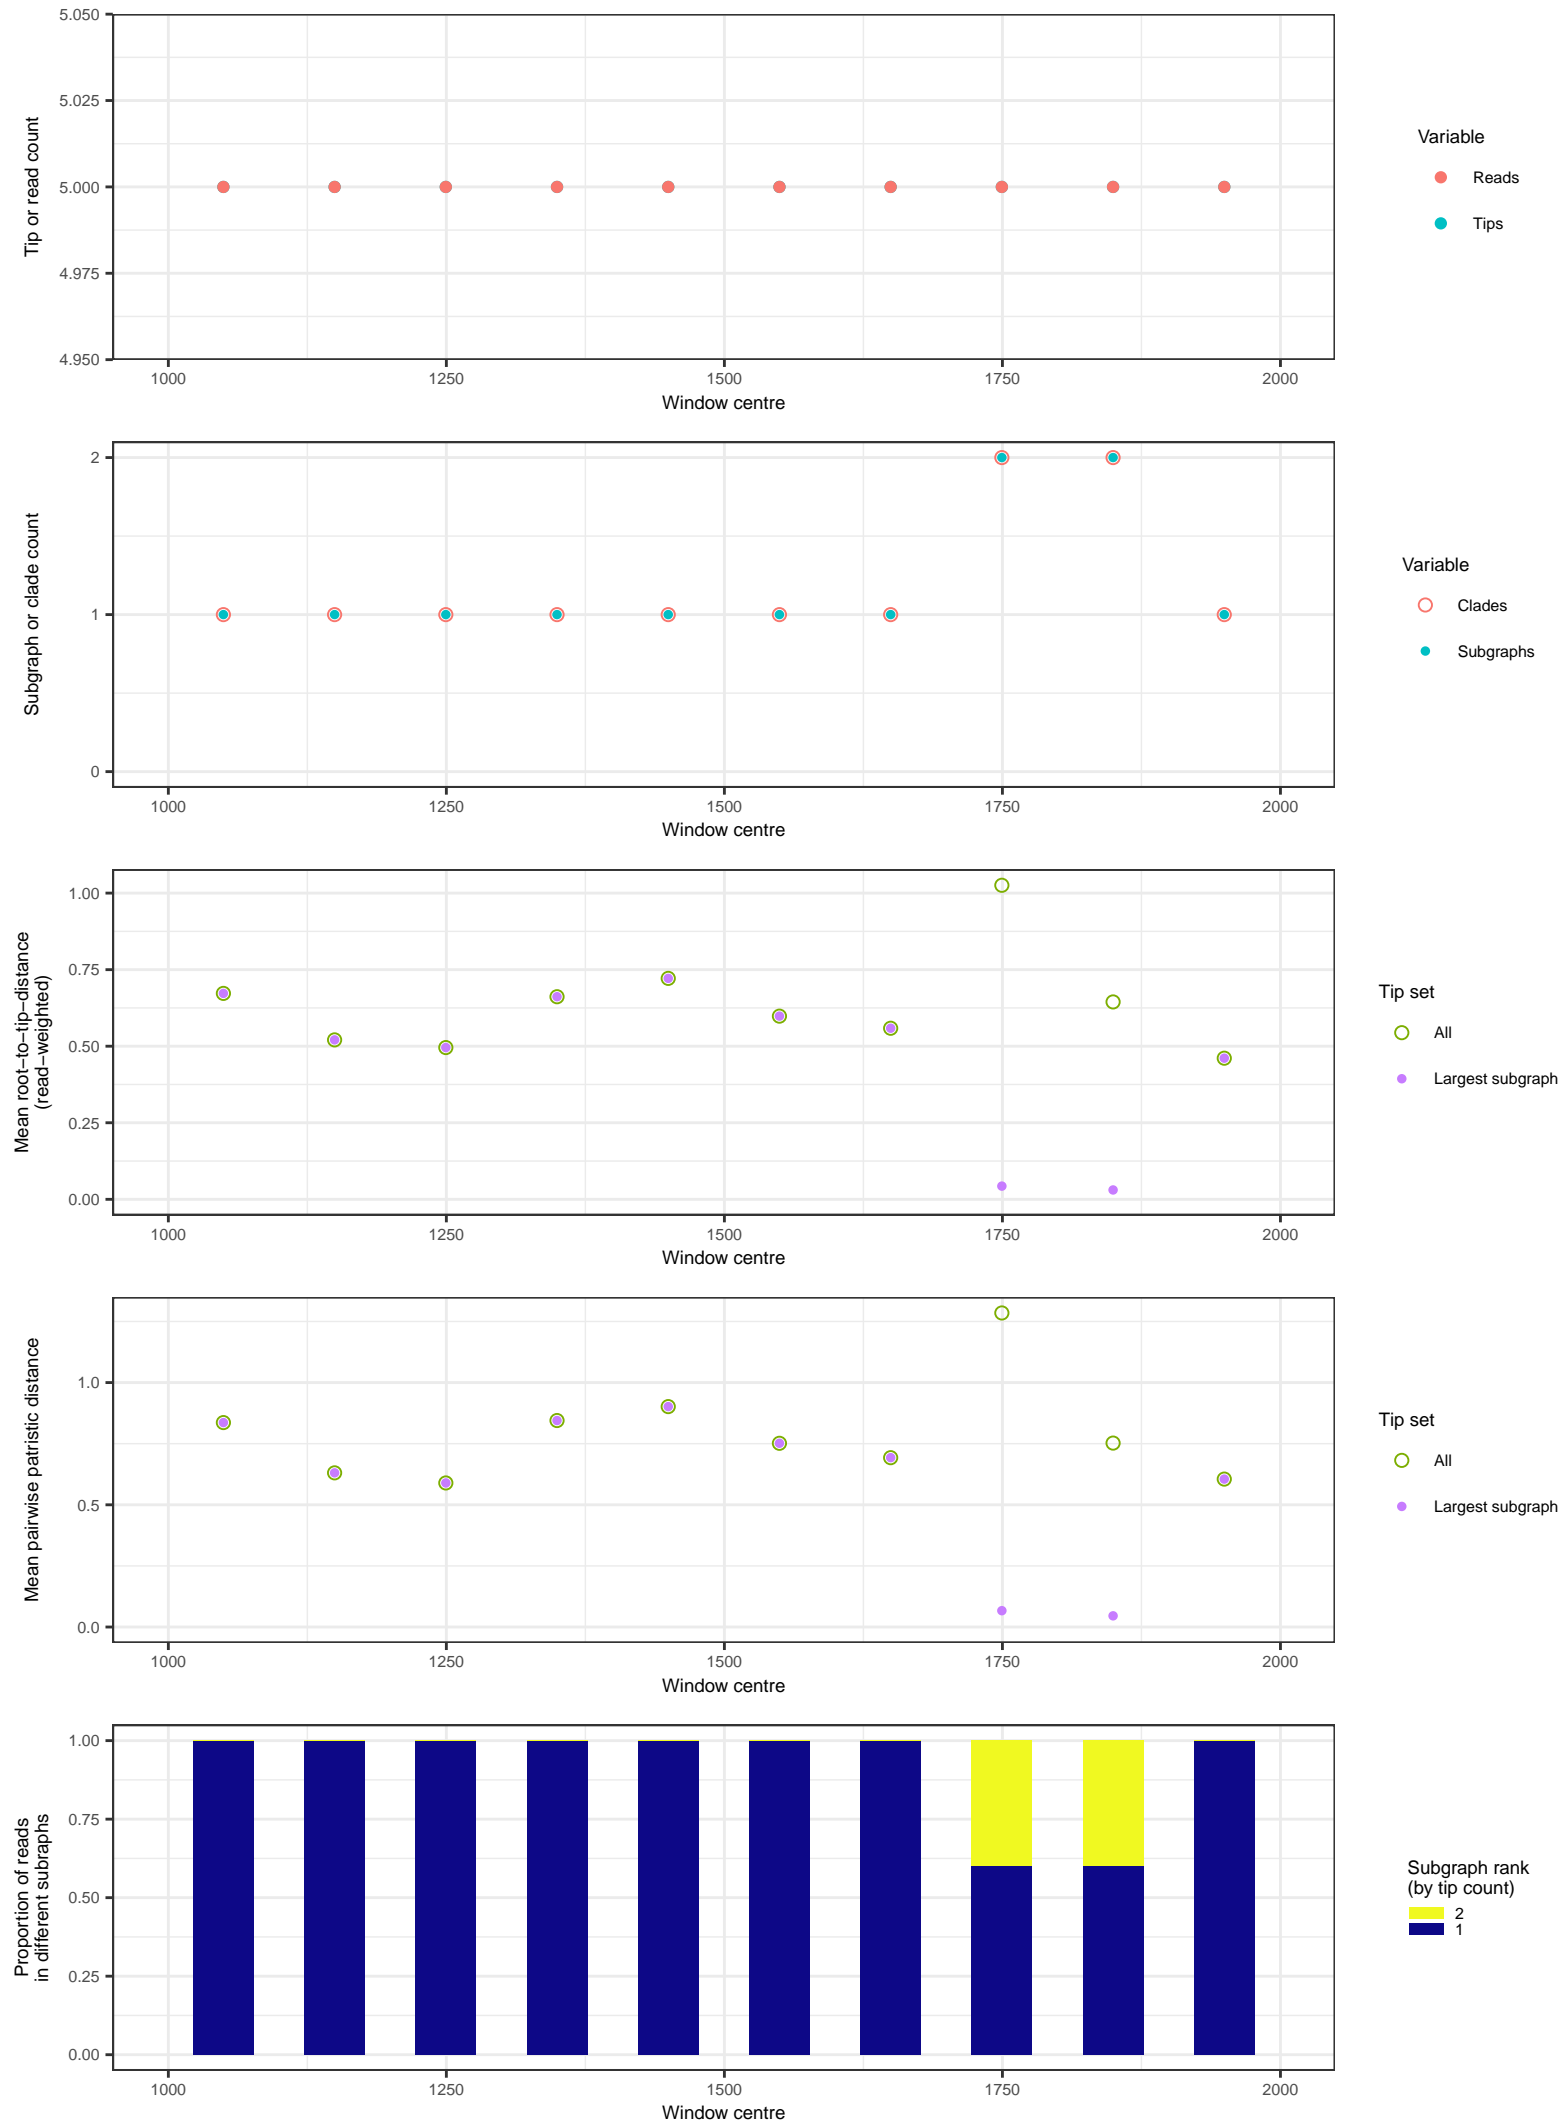 5.050
5.025
5.000
4.975
4.950
Tip or read count
1000 1250 1500 1750 2000
Window centre
Variable
Reads
Tips
2
1
0
Subgraph or clade count
1000 1250 1500 1750 2000
Window centre
Variable
Clades
Subgraphs
1.00
0.75
0.50
0.25
0.00
Mean root−to−tip−distance
(read−weighted)
1000 1250 1500 1750 2000
Window centre
Tip set
All
Largest subgraph
1.0
0.5
0.0
Mean pairwise patristic distance
1000 1250 1500 1750 2000
Window centre
Tip set
All
Largest subgraph
1.00
0.75
0.50
0.25
0.00
Proportion of reads
in different subraphs
1000 1250 1500 1750 2000
Window centre
Subgraph rank
(by tip count)
2
1